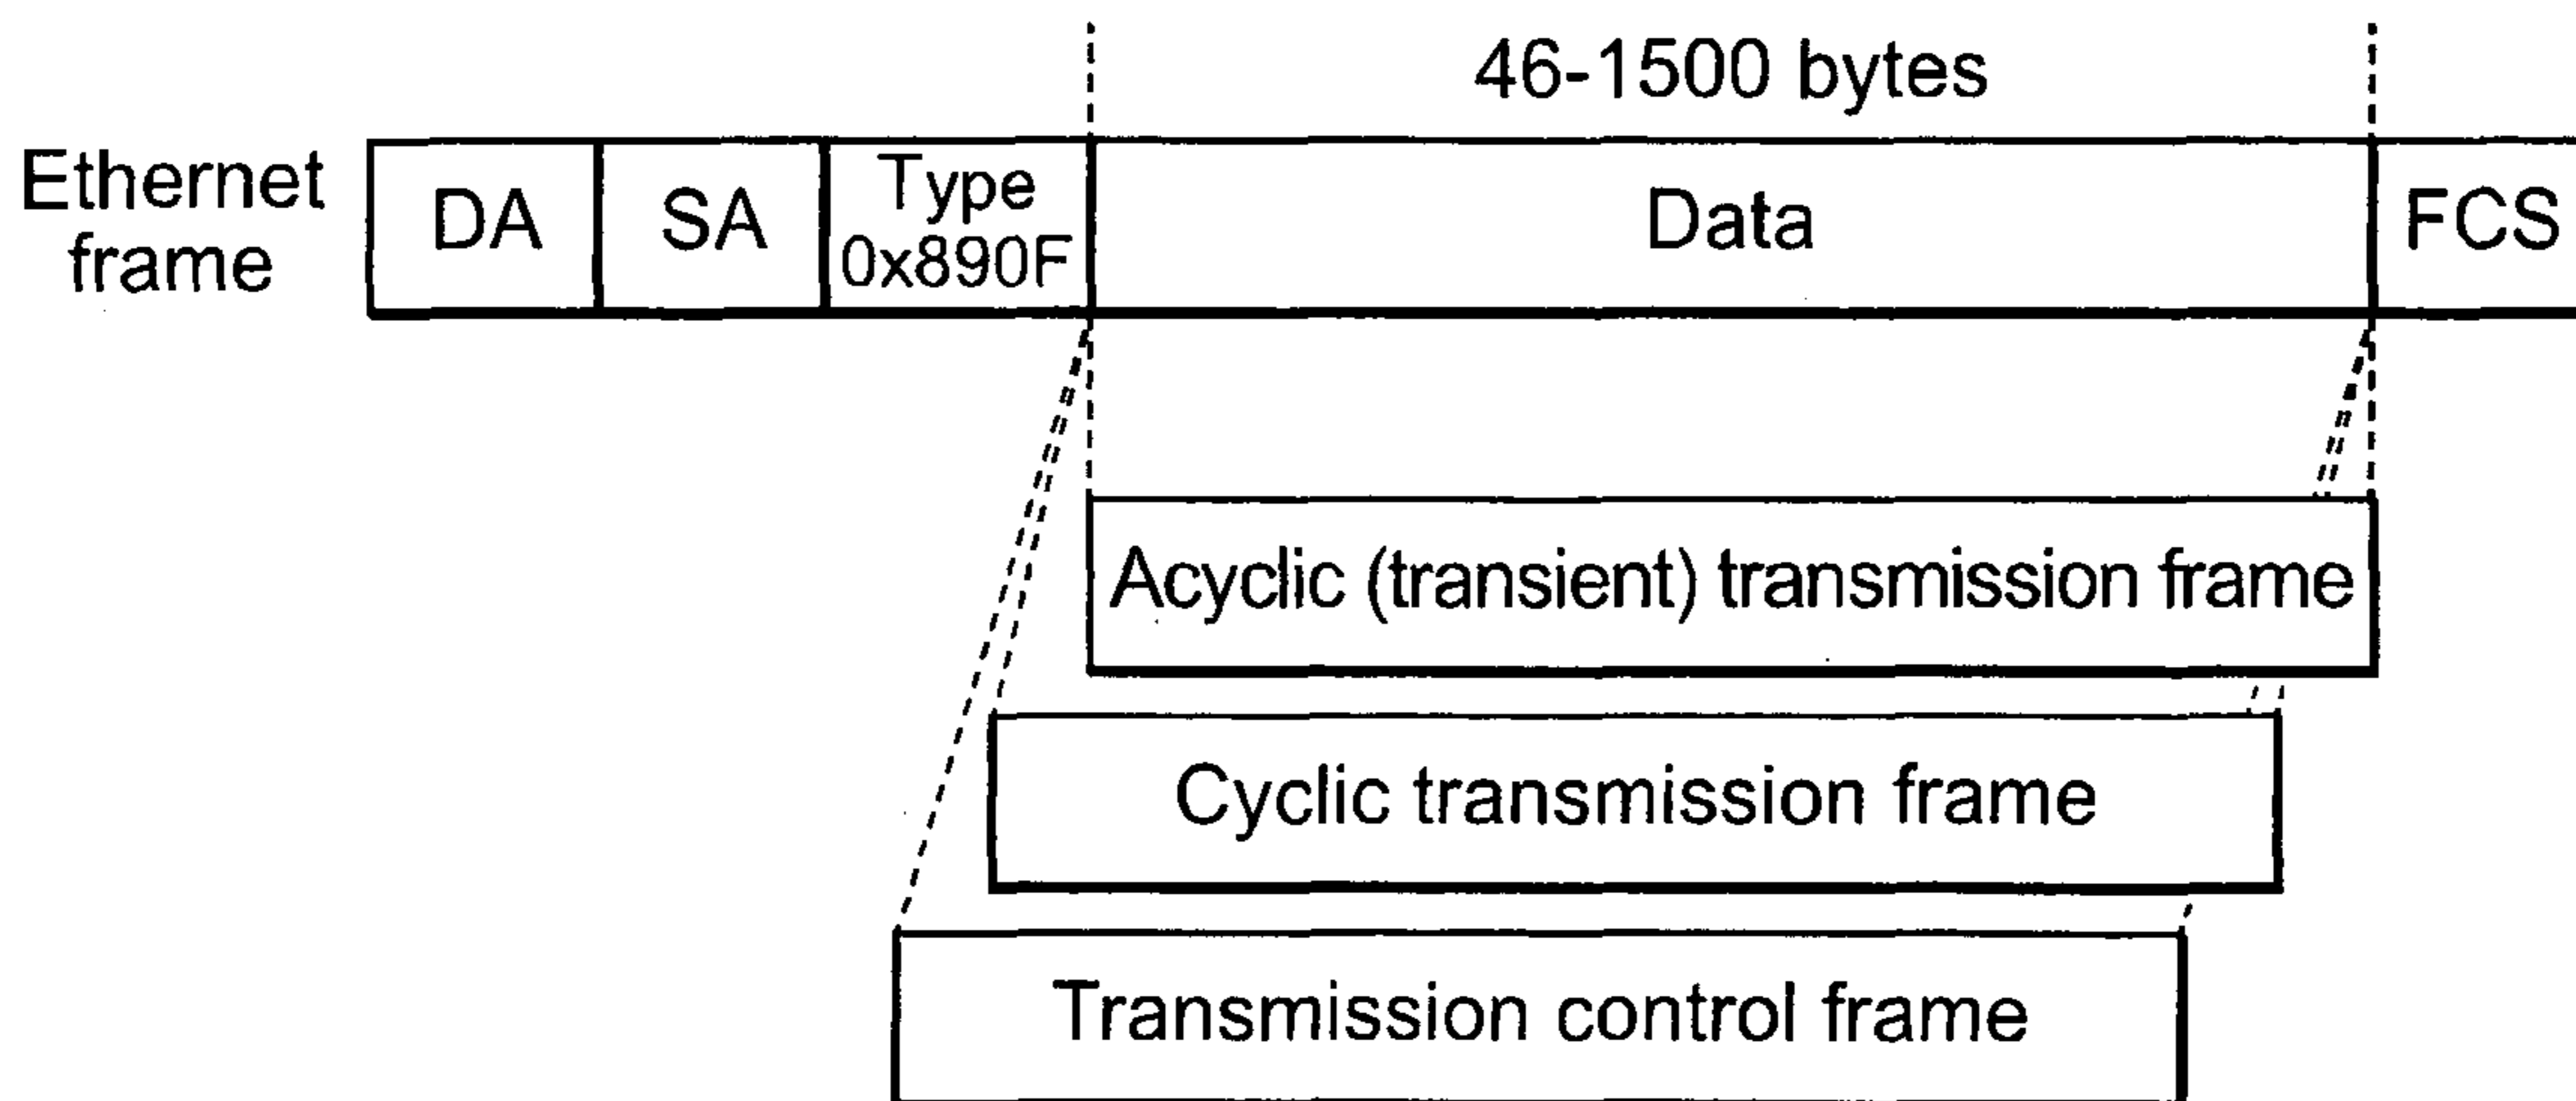 46-1500 bytes
Ethernet
frame
DA
SA
Type
0x890F
Data
FCS
Acyclic (transient) transmission frame
Cyclic transmission frame
Transmission control frame